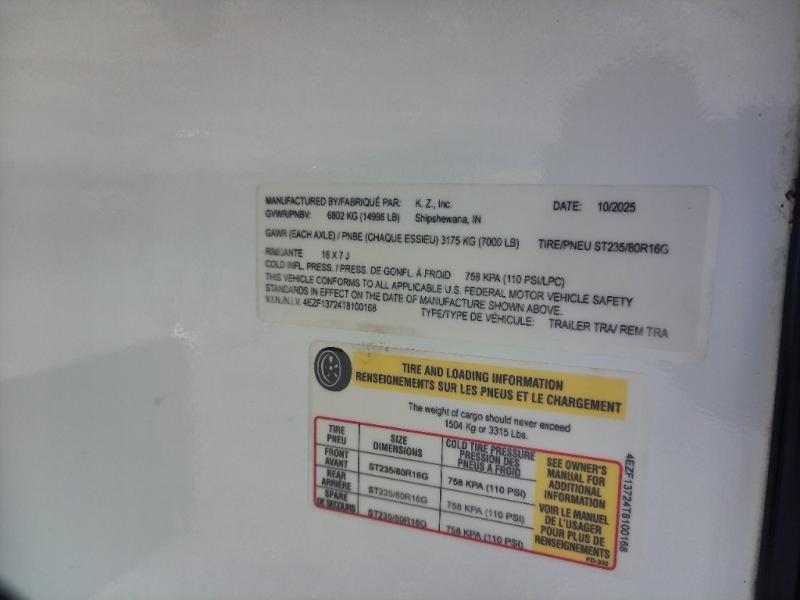 MANUFACTURED BY/FABRIQUÉ PAR: K. Z., Inc. DATE: 10/2025
GVWR/PNBV: 6802 KG (14995 LB) Shipshewana, IN
GAWR (EACH AXLE) / PNBE (CHAQUE ESSIEU) 3175 KG (7000 LB) TIRE/PNEU ST235/80R16G
RIM/JANTE 16 X 7 J
COLD INFL. PRESS. / PRESS. DE GONFL. À FROID 758 KPA (110 PSI/LPC)
THIS VEHICLE CONFORMS TO ALL APPLICABLE U.S. FEDERAL MOTOR VEHICLE SAFETY
STANDARDS IN EFFECT ON THE DATE OF MANUFACTURE SHOWN ABOVE.
V.I.N./N.I.V. 4EZF13724T8100168 TYPE/TYPE DE VÉHICULE: TRAILER TRA/ REM TRA
TIRE AND LOADING INFORMATION
RENSEIGNEMENTS SUR LES PNEUS ET LE CHARGEMENT
The weight of cargo should never exceed
1504 Kg or 3315 Lbs.
TIRE
PNEU
SIZE
DIMENSIONS
COLD TIRE PRESSURE
PRESSION DES
PNEUS A FROID
FRONT
AVANT
ST235/80R16G
758 KPA (110 PSI)
REAR
ARRIÈRE
ST235/80R16G
758 KPA (110 PSI)
SPARE
DE SECOURS
ST235/80R16G
758 KPA (110 PSI)
SEE OWNER'S
MANUAL FOR
ADDITIONAL
INFORMATION
VOIR LE MANUEL
DE L'USAGER
POUR PLUS DE
RENSEIGNEMENTS
FD-332
4EZF13724T8100168